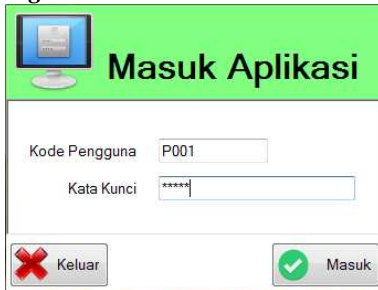 Masuk Aplikasi
Kode Pengguna P001
Kata Kunci *****
Keluar Masuk